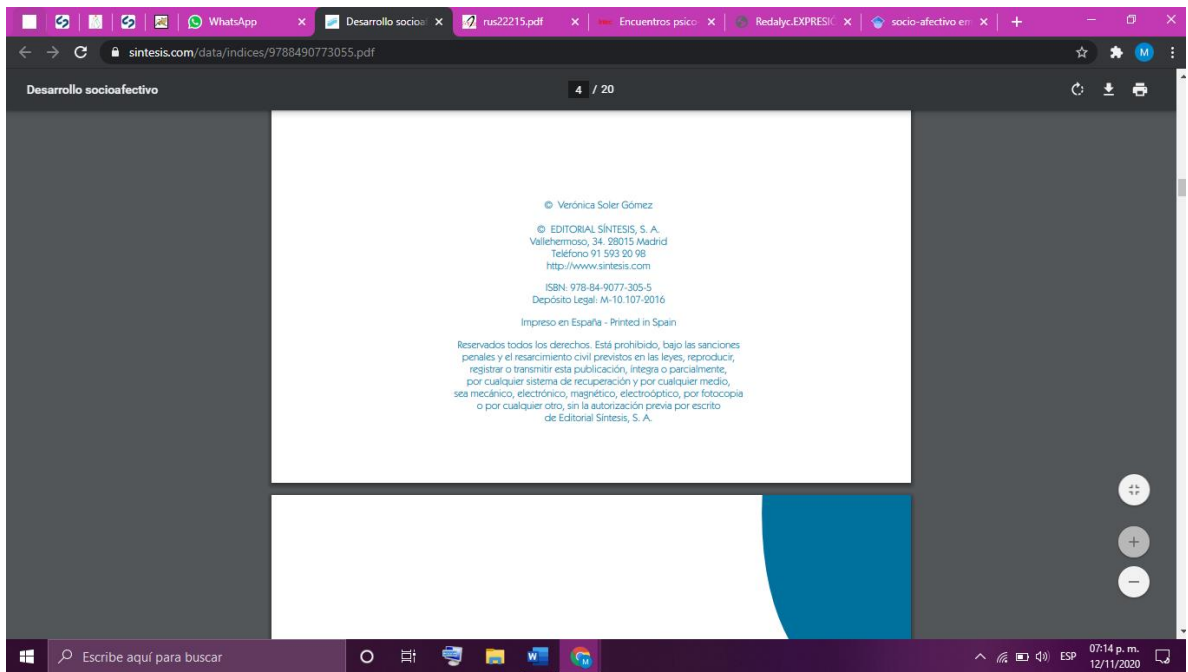 WhatsApp
Desarrollo socioaf
rus22215.pdf
Encuentros psico
Redalyc.EXPRESIÓ
socio-afectivo em
sintesis.com/data/indices/9788490773055.pdf
M
Desarrollo socioafectivo
4 / 20
© Verónica Soler Gómez
© EDITORIAL SÍNTESIS, S. A.
Vallehermoso, 34. 28015 Madrid
Teléfono 91 593 20 98
http://www.sintesis.com
ISBN: 978-84-9077-305-5
Depósito Legal: M-10.107-2016
Impreso en España - Printed in Spain
Reservados todos los derechos. Está prohibido, bajo las sanciones
penales y el resarcimiento civil previstos en las leyes, reproducir,
registrar o transmitir esta publicación, íntegra o parcialmente,
por cualquier sistema de recuperación y por cualquier medio,
sea mecánico, electrónico, magnético, electroóptico, por fotocopia
o por cualquier otro, sin la autorización previa por escrito
de Editorial Síntesis, S. A.
Escribe aquí para buscar
ESP
07:14 p. m.
12/11/2020